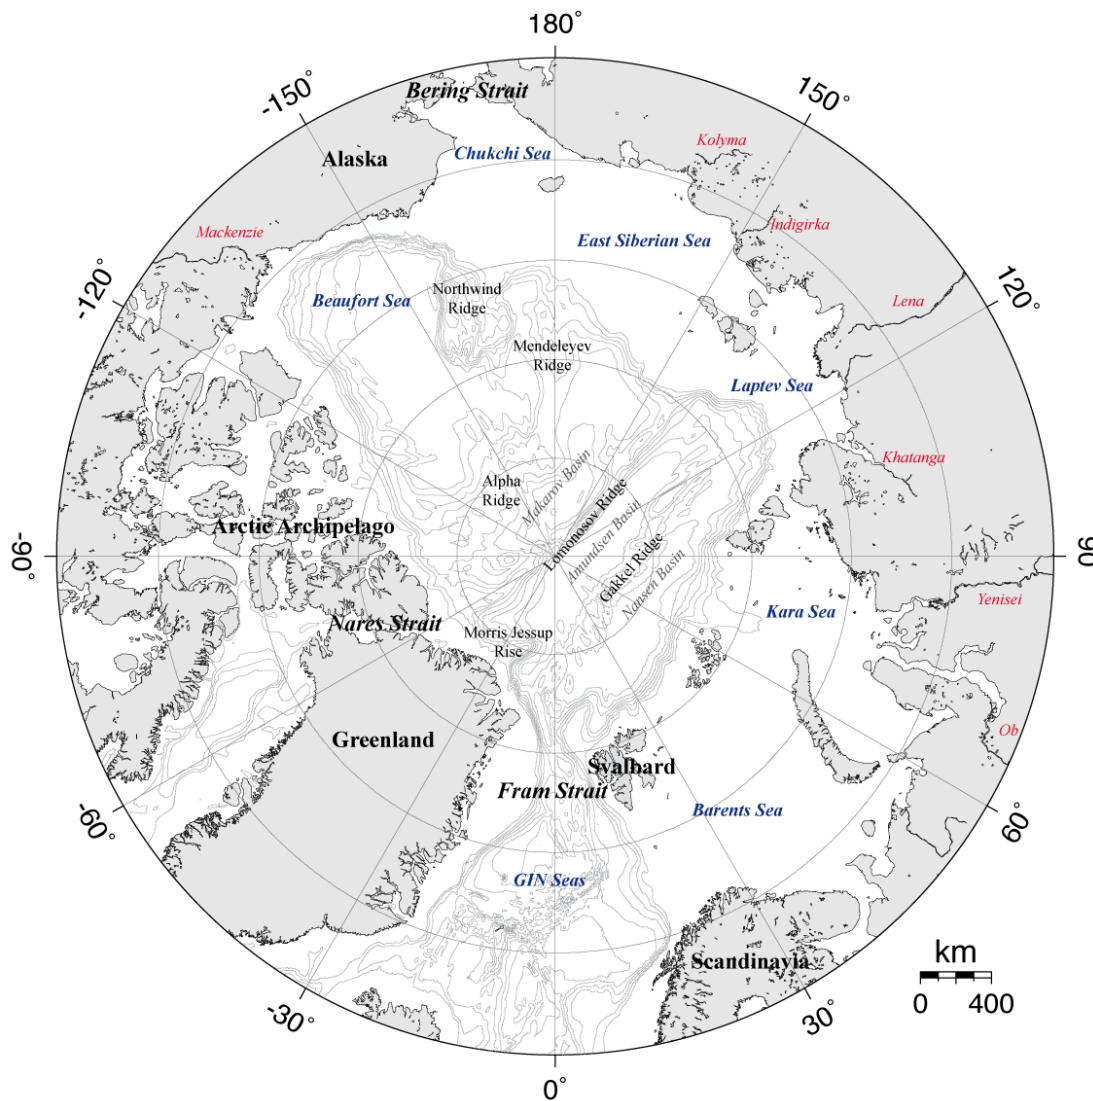 180°
-150°
150°
Bering Strait
Alaska
Chukchi Sea
Kolyma
Mackenzie
Indigirka
East Siberian Sea
-120°
120°
Beaufort Sea
Northwind
Ridge
Lena
Mendeleyev
Ridge
Laptev Sea
Khatanga
Alpha
Ridge
Makarov Basin
Lomonosov Ridge
Arctic Archipelago
Amundsen Basin
Gakkel Ridge
Nansen Basin
-90°
90
Yenisei
Kara Sea
Nares Strait
Morris Jessup
Rise
Greenland
Ob
Svalbard
Fram Strait
Barents Sea
-60°
60°
GIN Seas
Scandinavia
km
0 400
-30°
30°
0°